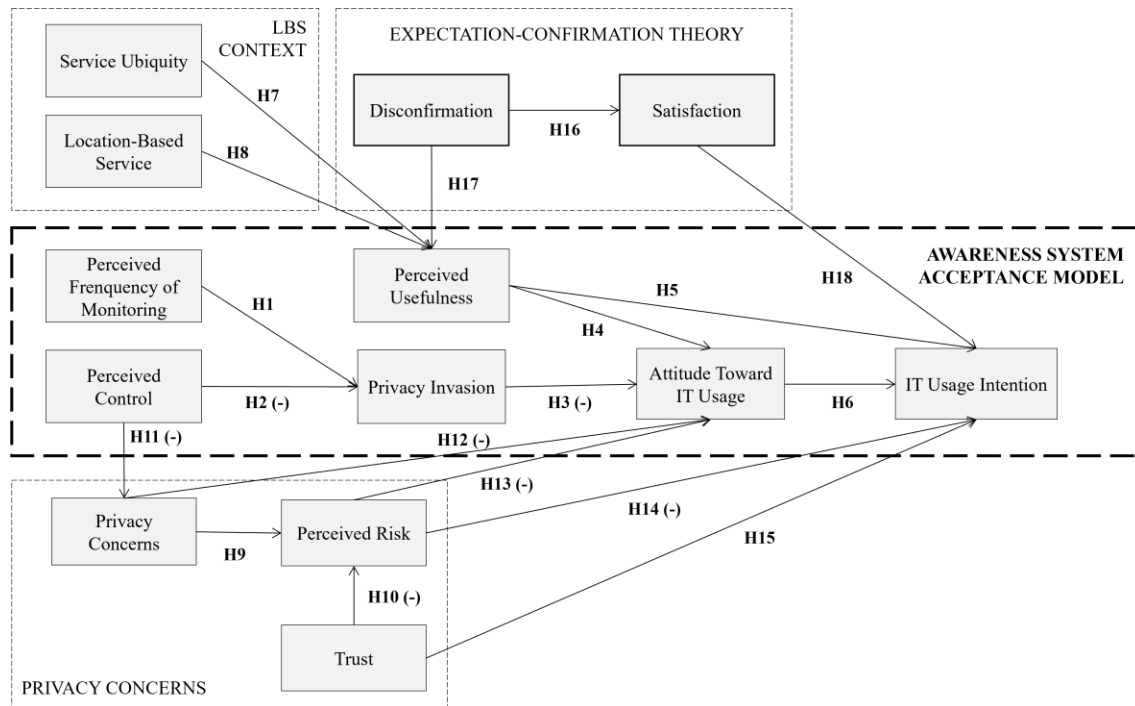 LBS
CONTEXT
Service Ubiquity
H7
Location-Based
Service
H8
EXPECTATION-CONFIRMATION THEORY
Disconfirmation
H16
Satisfaction
H17
AWARENESS SYSTEM
ACCEPTANCE MODEL
Perceived
Frenquency of
Monitoring
H1
Perceived
Usefulness
H5
H4
H18
Perceived
Control
H2 (-)
Privacy Invasion
H3 (-)
Attitude Toward
IT Usage
H6
IT Usage Intention
H11 (-)
H12 (-)
H13 (-)
H14 (-)
H15
Privacy
Concerns
H9
Perceived Risk
H10 (-)
Trust
PRIVACY CONCERNS